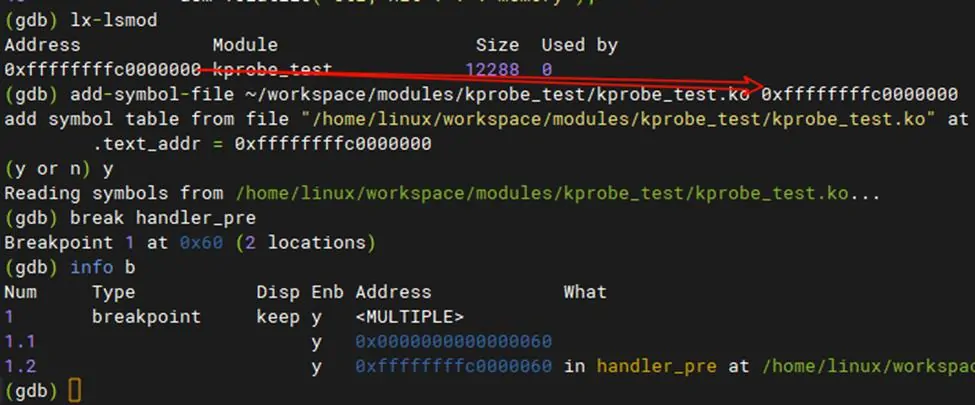 (gdb) lx-lsmod
Address Module Size Used by
0xffffffffc0000000 kprobe_test 12288 0
(gdb) add-symbol-file ~/workspace/modules/kprobe_test/kprobe_test.ko 0xffffffffc0000000
add symbol table from file "/home/linux/workspace/modules/kprobe_test/kprobe_test.ko" at
.text_addr = 0xffffffffc0000000
(y or n) y
Reading symbols from /home/linux/workspace/modules/kprobe_test/kprobe_test.ko...
(gdb) break handler_pre
Breakpoint 1 at 0x60 (2 locations)
(gdb) info b
Num Type Disp Enb Address What
1 breakpoint keep y <MULTIPLE>
1.1 y 0x0000000000000060
1.2 y 0xffffffffc0000060 in handler_pre at /home/linux/workspac
(gdb)